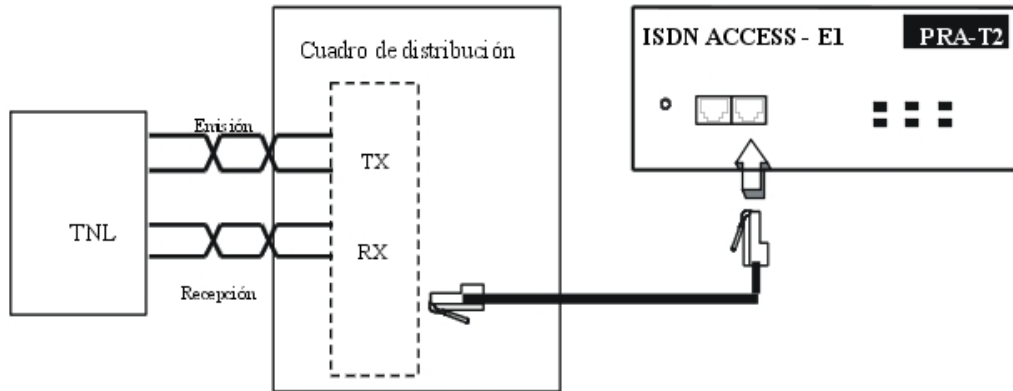 Cuadro de distribución
ISDN ACCESS - E1
PRA-T2
Emisión
TX
TNL
RX
Recepción